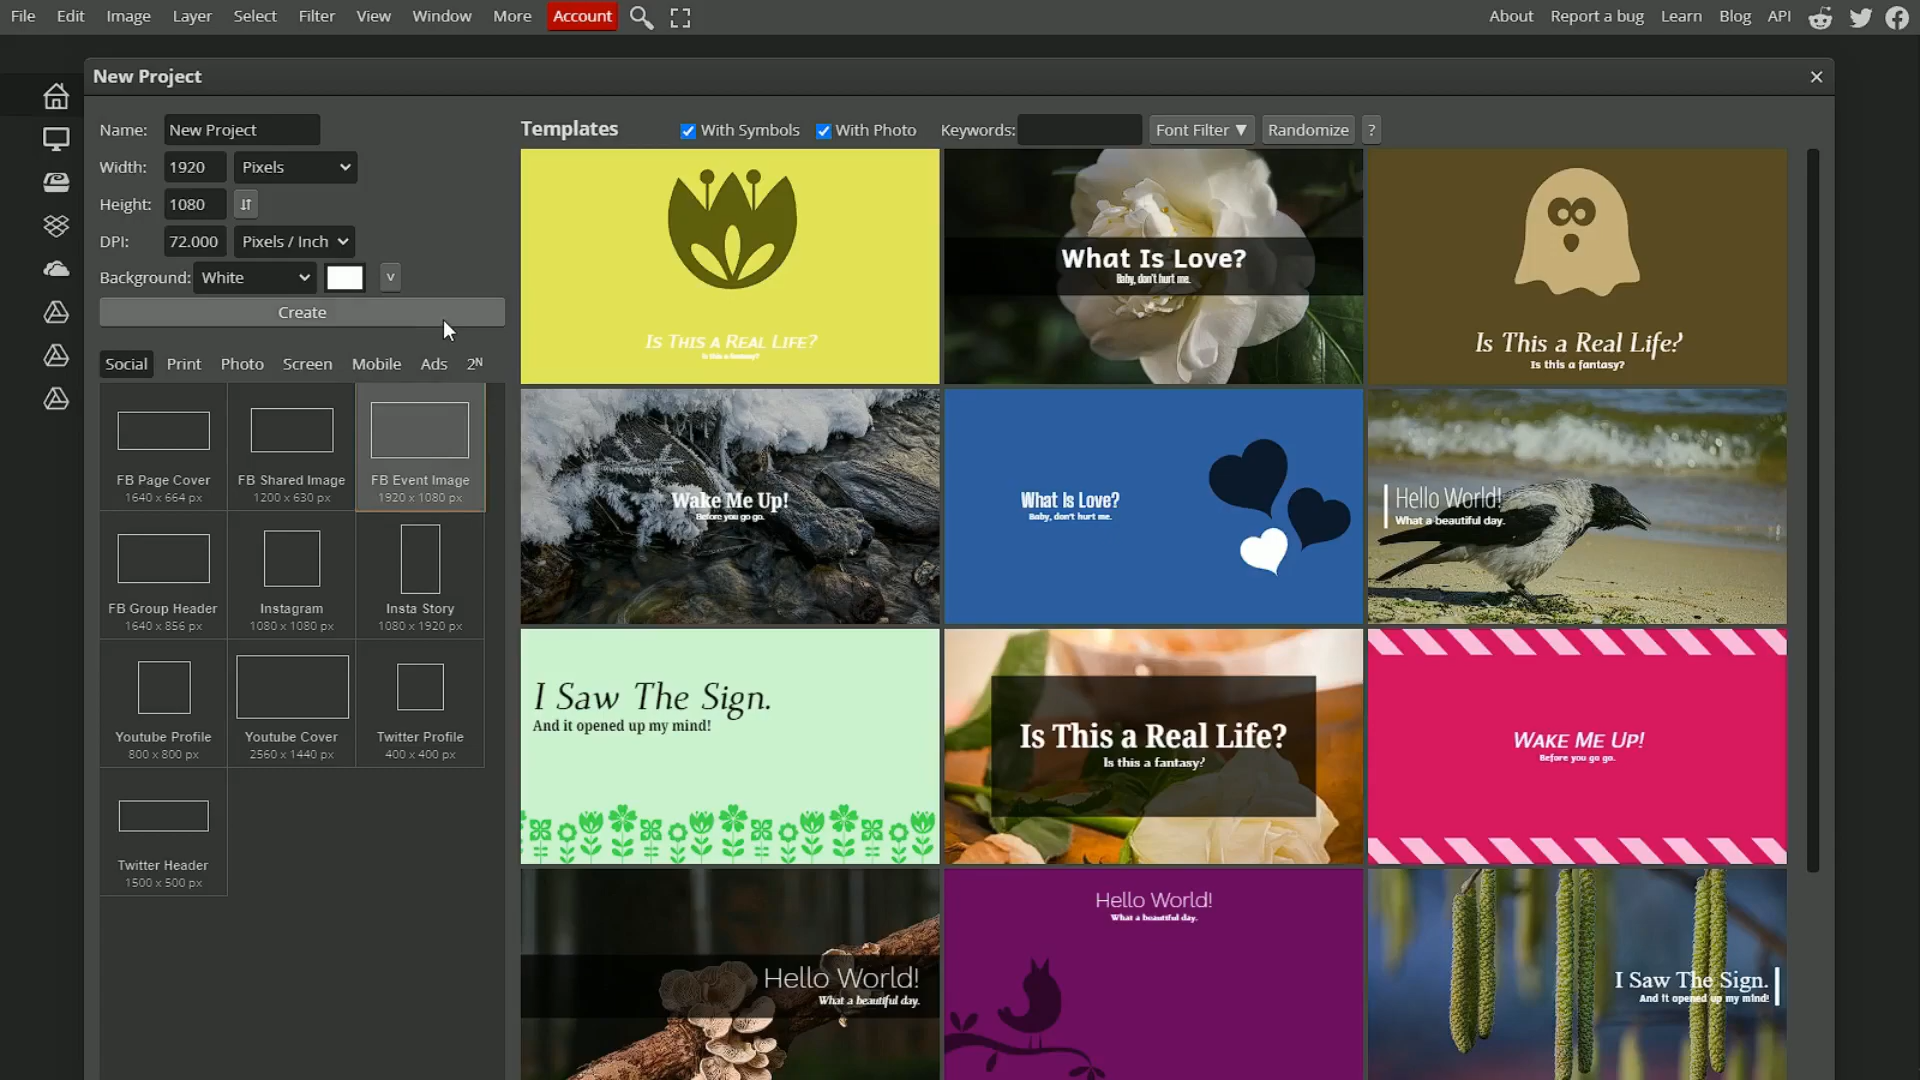 File Edit Image Layer Select Filter View Window More Account About Report a bug Learn Blog API
New Project
Name: New Project
Width: 1920 Pixels
Height: 1080
DPI: 72.000 Pixels / Inch
Background: White v
Create
Social Print Photo Screen Mobile Ads 2ᴺ
FB Page Cover
1640 x 664 px
FB Shared Image
1200 x 630 px
FB Event Image
1920 x 1080 px
FB Group Header
1640 x 856 px
Instagram
1080 x 1080 px
Insta Story
1080 x 1920 px
Youtube Profile
800 x 800 px
Youtube Cover
2560 x 1440 px
Twitter Profile
400 x 400 px
Twitter Header
1500 x 500 px
Templates With Symbols With Photo Keywords: Font Filter ▼ Randomize ?
Is This a Real Life?
Is this a fantasy?
What Is Love?
Baby, don't hurt me.
Is This a Real Life?
Is this a fantasy?
Wake Me Up!
Before you go go.
What Is Love?
Baby, don't hurt me.
Hello World!
What a beautiful day.
I Saw The Sign.
And it opened up my mind!
Is This a Real Life?
Is this a fantasy?
Wake Me Up!
Before you go go.
Hello World!
What a beautiful day.
Hello World!
What a beautiful day.
I Saw The Sign.
And it opened up my mind!